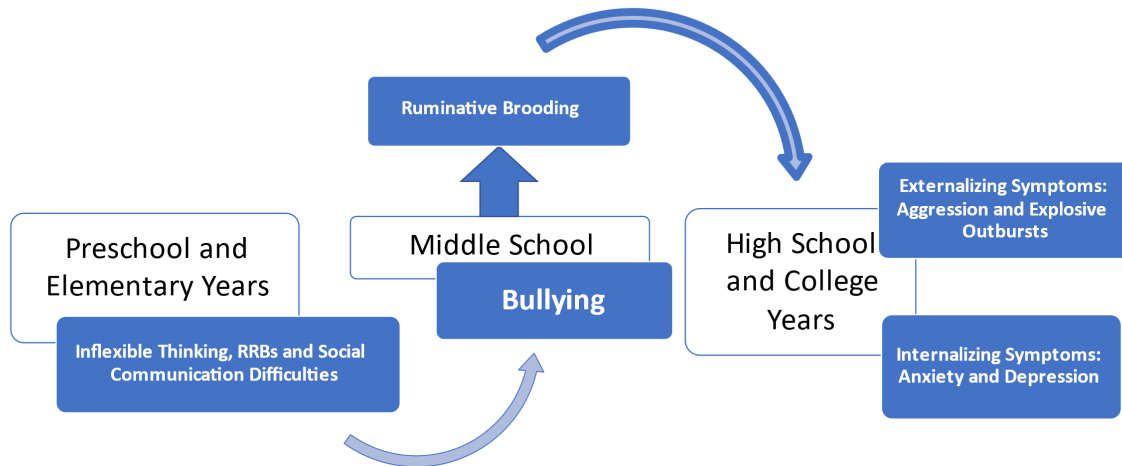 Ruminative Brooding
Preschool and
Elementary Years
Inflexible Thinking, RRBs and Social
Communication Difficulties
Middle School
Bullying
High School
and College
Years
Externalizing Symptoms:
Aggression and Explosive
Outbursts
Internalizing Symptoms:
Anxiety and Depression